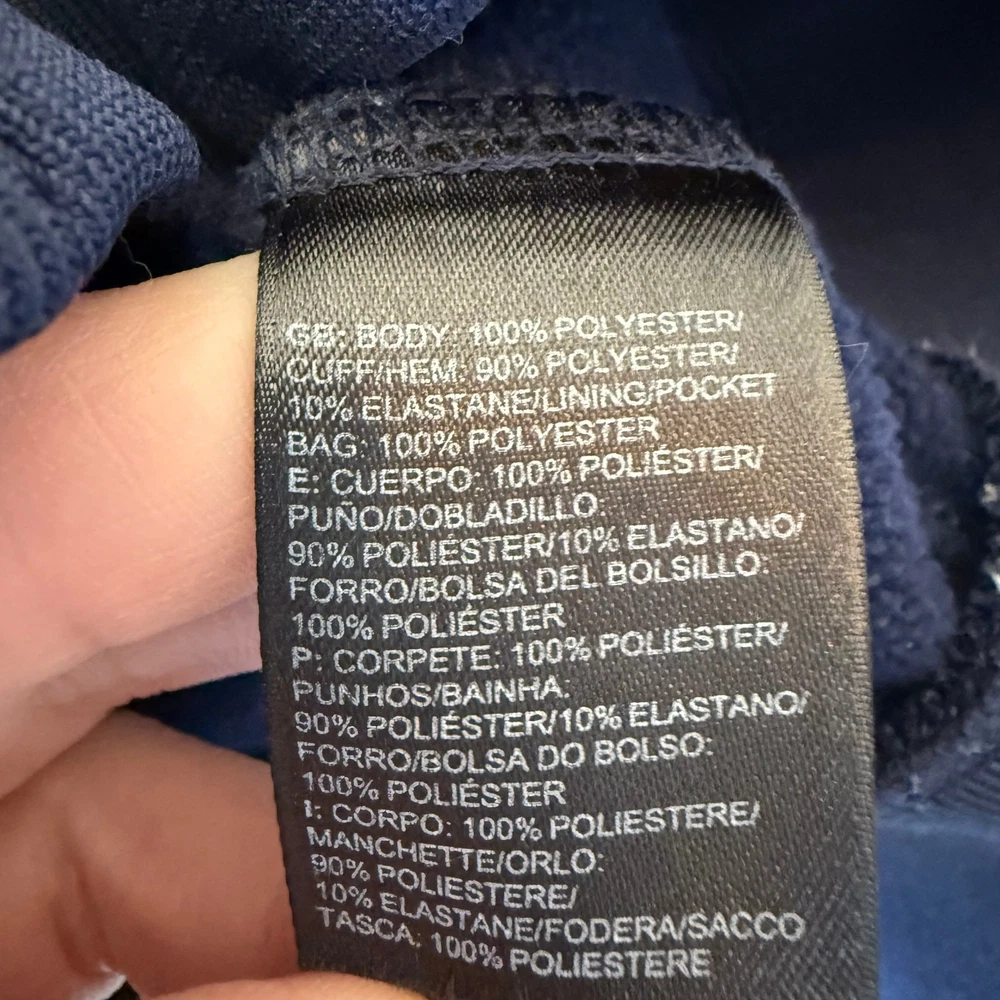 GB: BODY: 100% POLYESTER/
CUFF/HEM: 90% POLYESTER/
10% ELASTANE/LINING/POCKET
BAG: 100% POLYESTER
E: CUERPO: 100% POLIÉSTER/
PUÑO/DOBLADILLO:
90% POLIÉSTER/10% ELASTANO/
FORRO/BOLSA DEL BOLSILLO:
100% POLIÉSTER
P: CORPETE: 100% POLIÉSTER/
PUNHOS/BAINHA:
90% POLIÉSTER/10% ELASTANO/
FORRO/BOLSA DO BOLSO:
100% POLIÉSTER
I: CORPO: 100% POLIESTERE/
MANCHETTE/ORLO:
90% POLIESTERE/
10% ELASTANE/FODERA/SACCO
TASCA: 100% POLIESTERE